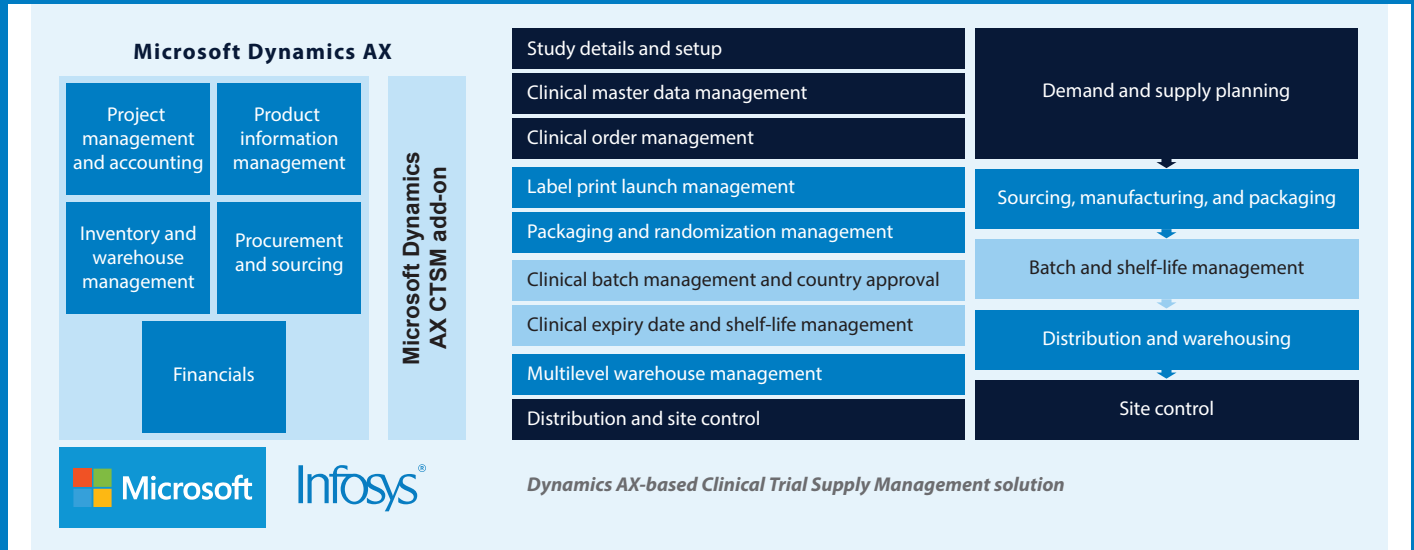 Microsoft Dynamics AX
Project
management
and accounting
Product
information
management
Inventory and
warehouse
management
Procurement
and sourcing
Financials
Microsoft Dynamics
AX CTSM add-on
Study details and setup
Clinical master data management
Clinical order management
Label print launch management
Packaging and randomization management
Clinical batch management and country approval
Clinical expiry date and shelf-life management
Multilevel warehouse management
Distribution and site control
Demand and supply planning
Sourcing, manufacturing, and packaging
Batch and shelf-life management
Distribution and warehousing
Site control
Microsoft
Infosys®
Dynamics AX-based Clinical Trial Supply Management solution